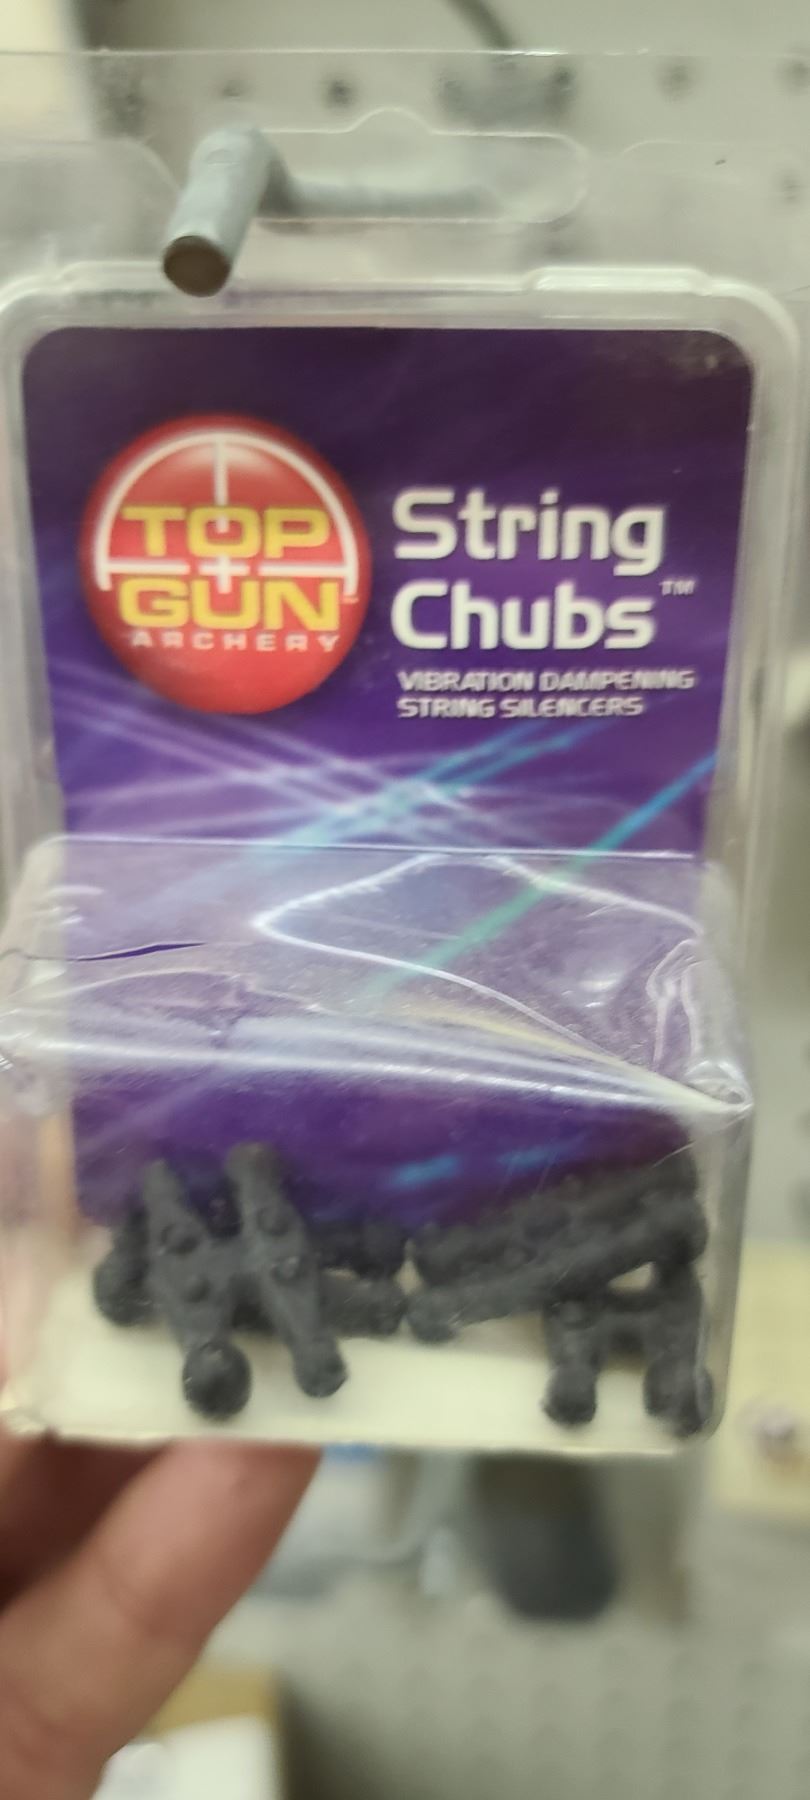 TOP
GUN
ARCHERY
String
Chubs™
VIBRATION DAMPENING
STRING SILENCERS